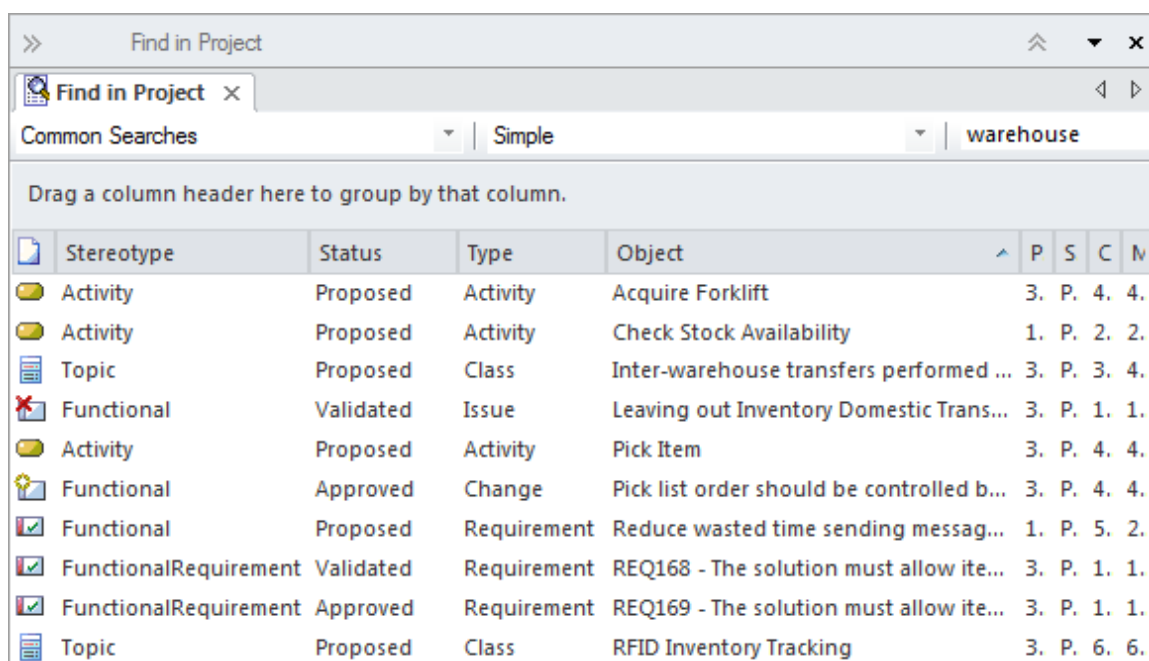 Find in Project
Find in Project
Common Searches Simple warehouse
Drag a column header here to group by that column.
Stereotype Status Type Object P S C M
Activity Proposed Activity Acquire Forklift 3. P. 4. 4.
Activity Proposed Activity Check Stock Availability 1. P. 2. 2.
Topic Proposed Class Inter-warehouse transfers performed ... 3. P. 3. 4.
Functional Validated Issue Leaving out Inventory Domestic Trans... 3. P. 1. 1.
Activity Proposed Activity Pick Item 3. P. 4. 4.
Functional Approved Change Pick list order should be controlled b... 3. P. 4. 4.
Functional Proposed Requirement Reduce wasted time sending messag... 1. P. 5. 2.
FunctionalRequirement Validated Requirement REQ168 - The solution must allow ite... 3. P. 1. 1.
FunctionalRequirement Approved Requirement REQ169 - The solution must allow ite... 3. P. 1. 1.
Topic Proposed Class RFID Inventory Tracking 3. P. 6. 6.